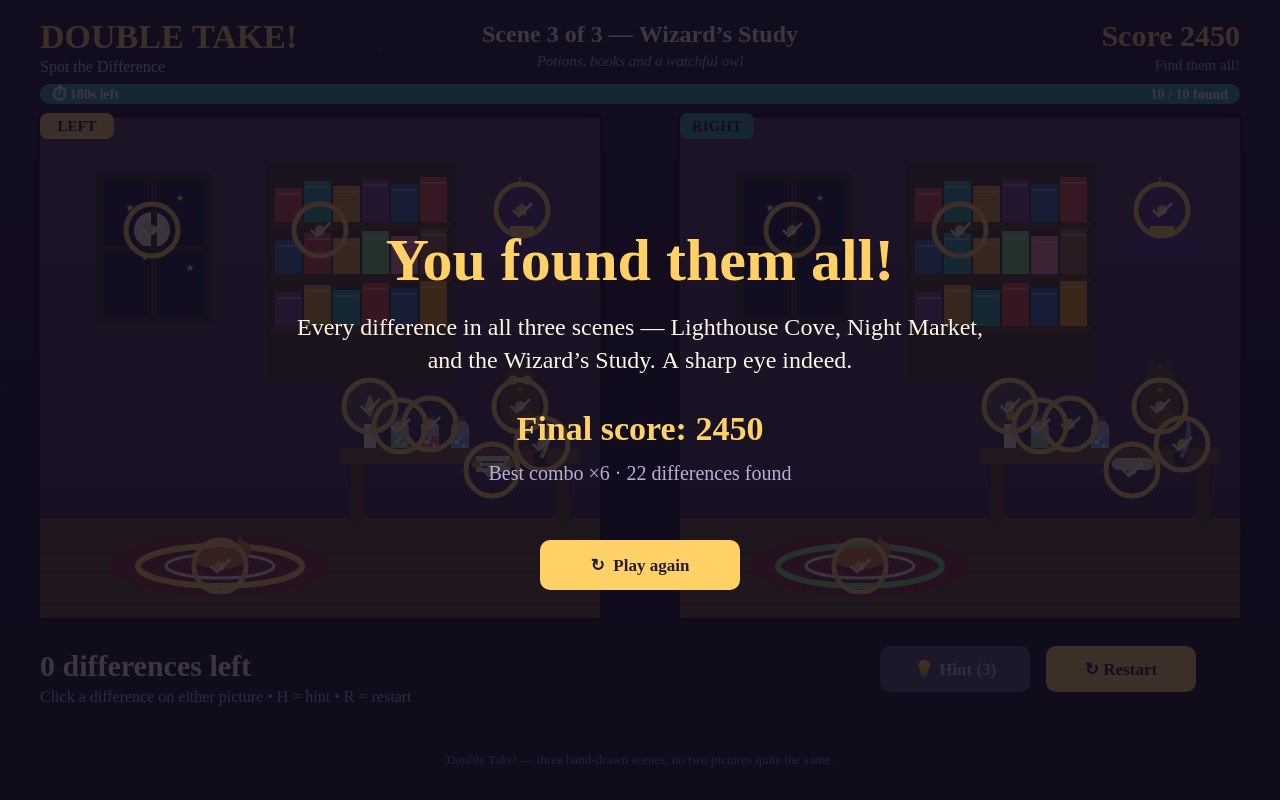 DOUBLE TAKE!
Spot the Difference
Scene 3 of 3 — Wizard’s Study
Potions, books and a watchful owl
Score 2450
Find them all!
⏱ 180s left
10 / 10 found
LEFT
RIGHT
You found them all!
Every difference in all three scenes — Lighthouse Cove, Night Market,
and the Wizard’s Study. A sharp eye indeed.
Final score: 2450
Best combo ×6 · 22 differences found
↻ Play again
0 differences left
Click a difference on either picture • H = hint • R = restart
💡 Hint (3)
↻ Restart
Double Take! — three hand-drawn scenes, no two pictures quite the same.